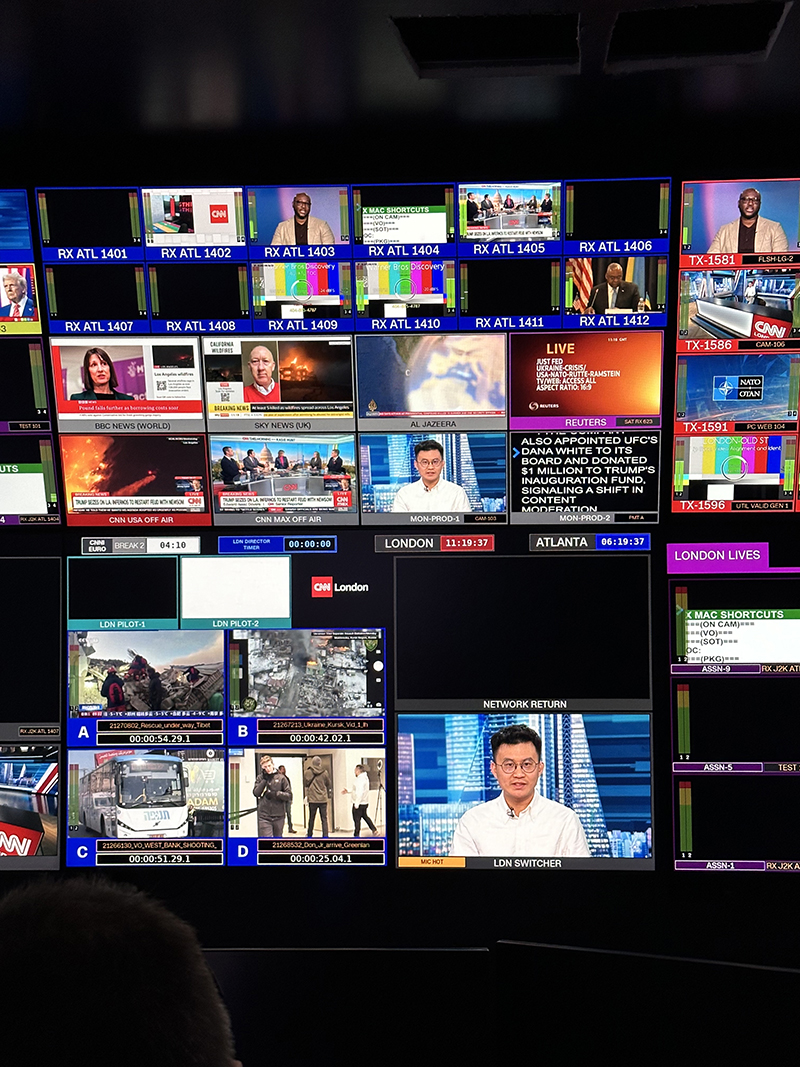 RX ATL 1401
RX ATL 1402
RX ATL 1403
RX ATL 1404
RX ATL 1405
RX ATL 1406
TX-1581
FLSH-LG-2
CNN
X MAC SHORTCUTS
===(ON CAM)===
===(VO)===
===(SOT)===
OC:
===(PKG)===
RX ATL 1407
RX ATL 1408
RX ATL 1409
RX ATL 1410
RX ATL 1411
RX ATL 1412
TX-1586
CAM-106
CNN
ner Bros Discovery
ner Bros Discovery
Los Angeles wildfires
Pound falls further as borrowing costs rise
BBC NEWS (WORLD)
CALIFORNIA
WILDFIRES
BREAKING NEWS
SKY NEWS (UK)
AL JAZEERA
LIVE
JUST FED
UKRAINE-CRISIS/
USA-NATO-RUTTE-RAMSTEIN
TV/WEB: ACCESS ALL
ASPECT RATIO: 16:9
REUTERS
REUTERS
SAT RX 623
NATO
OTAN
TX-1591
PC WEB 104
TEST 101
BREAKING NEWS
TRUMP SEIZES ON L.A. INFERNOS TO RESTART FEUD WITH NEWSOM
CNN USA OFF AIR
TRUMP SEIZES ON L.A. INFERNOS TO RESTART FEUD WITH NEWSOM
CNN MAX OFF AIR
MON-PROD-1
CAM-103
ALSO APPOINTED UFC'S
DANA WHITE TO ITS
BOARD AND DONATED
$1 MILLION TO TRUMP'S
INAUGURATION FUND,
SIGNALING A SHIFT IN
CONTENT
MODERATION
MON-PROD-2
PMT A
LONDON-OLD ST
TX-1596
UTIL VALID GEN 1
RX J2K ATL 1404
CNNI
EURO
BREAK 2
04:10
LDN DIRECTOR
TIMER
00:00:00
LONDON
11:19:37
ATLANTA
06:19:37
LONDON LIVES
LDN PILOT-1
LDN PILOT-2
CNN London
X MAC SHORTCUTS
===(ON CAM)===
===(VO)===
===(SOT)===
OC:
===(PKG)===
ASSN-9
NETWORK RETURN
RX J2K ATL 1407
A
21270802_Rescue_under_way_Tibet
00:00:54.29.1
B
21267213_Ukraine_Kursk_Vid_1_lh
00:00:42.02.1
ASSN-5
C
21266130_VO_WEST_BANK_SHOOTING_
00:00:51.29.1
D
21268532_Don_Jr_arrive_Greenlan
00:00:25.04.1
MIC HOT
LDN SWITCHER
ASSN-1